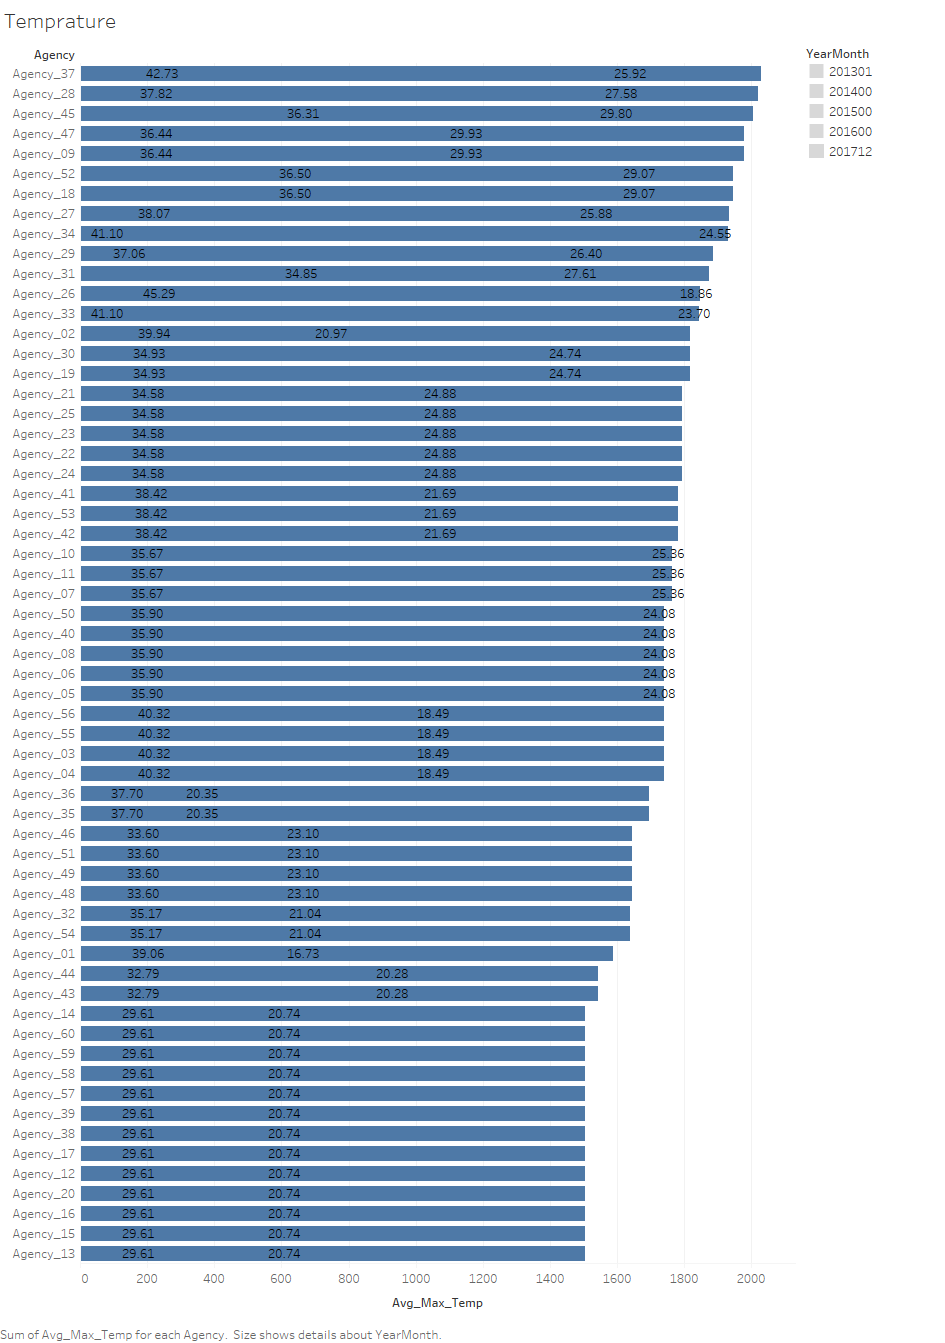 Temprature
Agency
YearMonth
201301
201400
201500
201600
201712
Agency_37 42.73 25.92
Agency_28 37.82 27.58
Agency_45 36.31 29.80
Agency_47 36.44 29.93
Agency_09 36.44 29.93
Agency_52 36.50 29.07
Agency_18 36.50 29.07
Agency_27 38.07 25.88
Agency_34 41.10 24.55
Agency_29 37.06 26.40
Agency_31 34.85 27.61
Agency_26 45.29 18.86
Agency_33 41.10 23.70
Agency_02 39.94 20.97
Agency_30 34.93 24.74
Agency_19 34.93 24.74
Agency_21 34.58 24.88
Agency_25 34.58 24.88
Agency_23 34.58 24.88
Agency_22 34.58 24.88
Agency_24 34.58 24.88
Agency_41 38.42 21.69
Agency_53 38.42 21.69
Agency_42 38.42 21.69
Agency_10 35.67 25.36
Agency_11 35.67 25.36
Agency_07 35.67 25.36
Agency_50 35.90 24.08
Agency_40 35.90 24.08
Agency_08 35.90 24.08
Agency_06 35.90 24.08
Agency_05 35.90 24.08
Agency_56 40.32 18.49
Agency_55 40.32 18.49
Agency_03 40.32 18.49
Agency_04 40.32 18.49
Agency_36 37.70 20.35
Agency_35 37.70 20.35
Agency_46 33.60 23.10
Agency_51 33.60 23.10
Agency_49 33.60 23.10
Agency_48 33.60 23.10
Agency_32 35.17 21.04
Agency_54 35.17 21.04
Agency_01 39.06 16.73
Agency_44 32.79 20.28
Agency_43 32.79 20.28
Agency_14 29.61 20.74
Agency_60 29.61 20.74
Agency_59 29.61 20.74
Agency_58 29.61 20.74
Agency_57 29.61 20.74
Agency_39 29.61 20.74
Agency_38 29.61 20.74
Agency_17 29.61 20.74
Agency_12 29.61 20.74
Agency_20 29.61 20.74
Agency_16 29.61 20.74
Agency_15 29.61 20.74
Agency_13 29.61 20.74
0 200 400 600 800 1000 1200 1400 1600 1800 2000
Avg_Max_Temp
Sum of Avg_Max_Temp for each Agency. Size shows details about YearMonth.